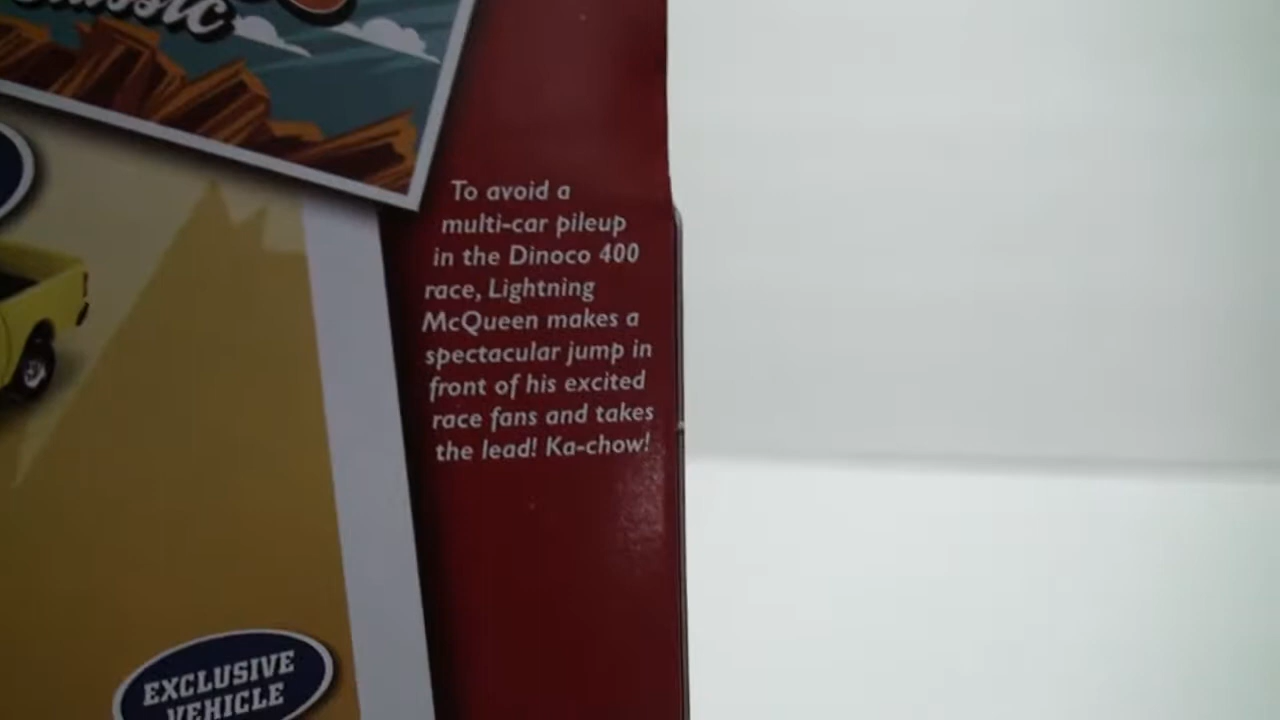 Classic
To avoid a
multi-car pileup
in the Dinoco 400
race, Lightning
McQueen makes a
spectacular jump in
front of his excited
race fans and takes
the lead! Ka-chow!
EXCLUSIVE
VEHICLE